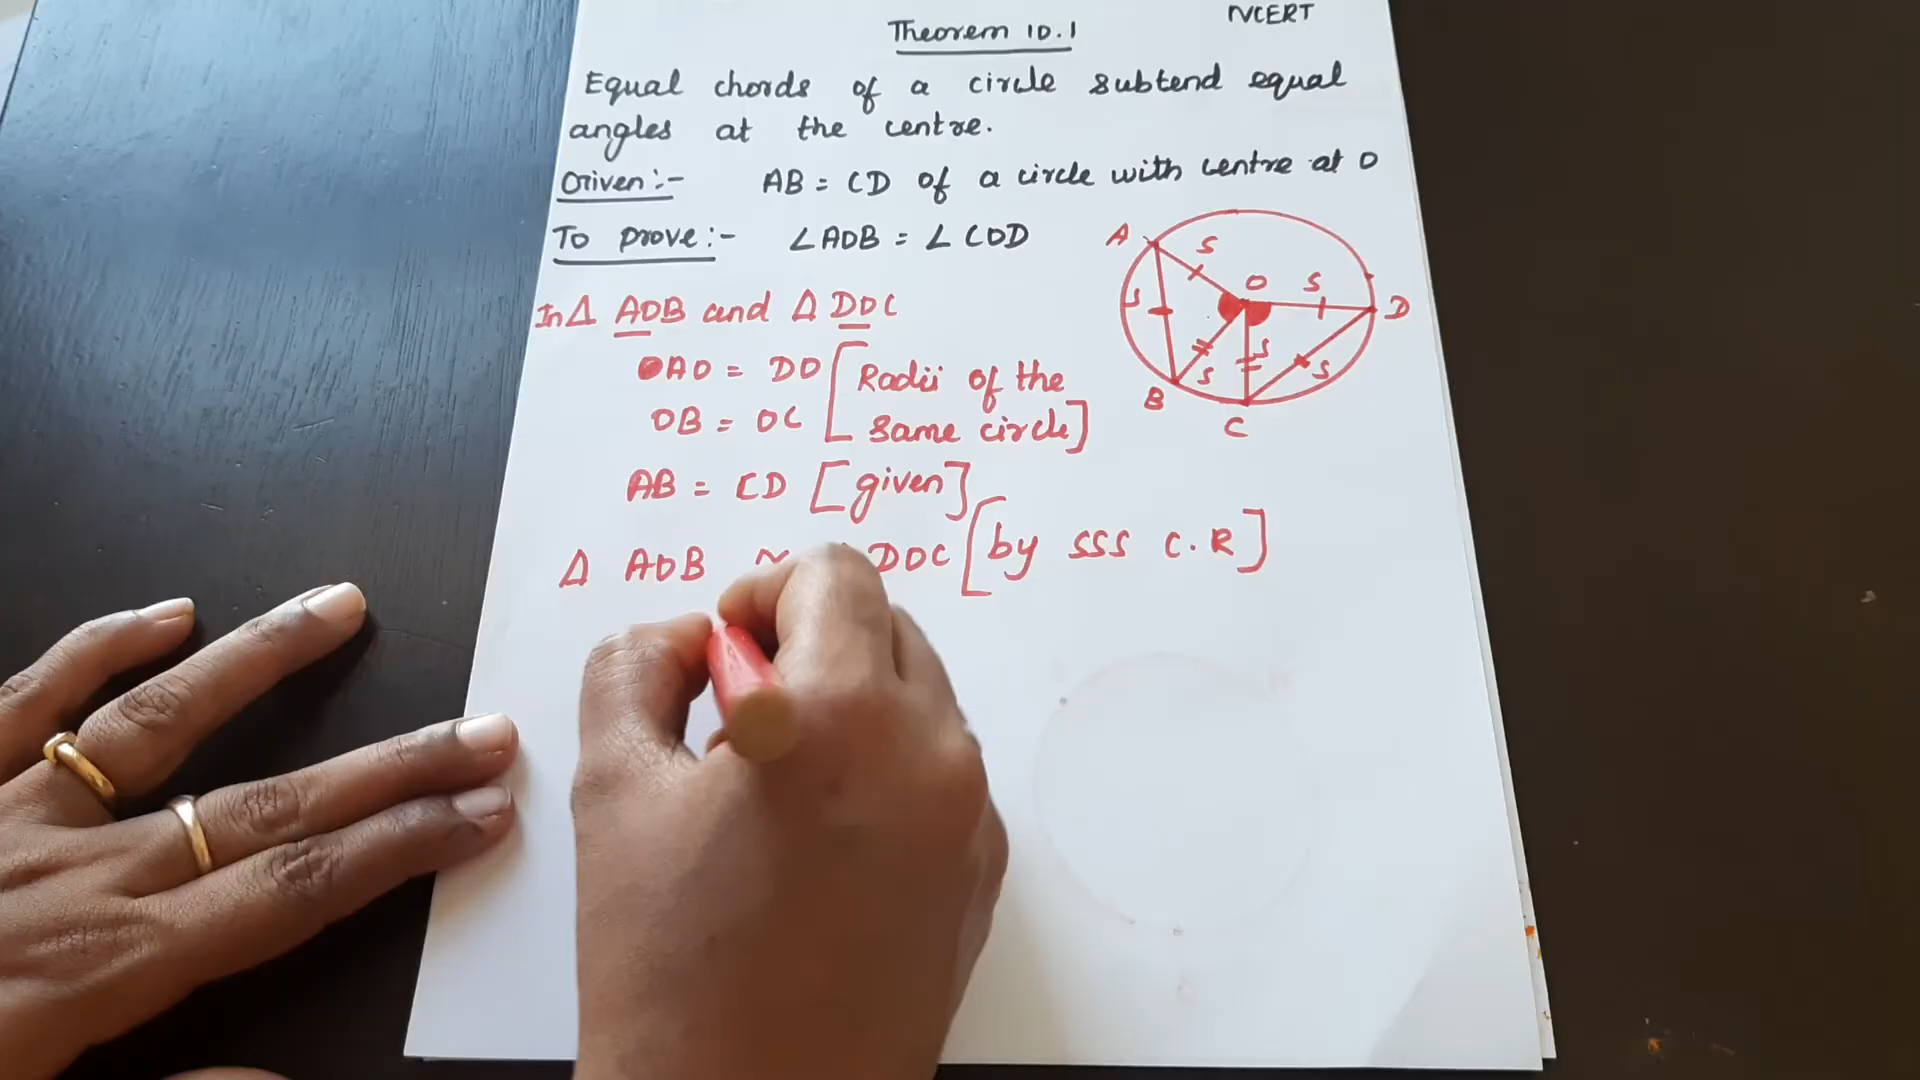 NCERT
Theorem 10.1
Equal chords of a circle subtend equal
angles at the centre.
Given :- AB = CD of a circle with centre at O
To prove :- ∠AOB = ∠COD
In Δ AOB and Δ DOC
AO = DO [Radii of the
OB = OC same circle]
AB = CD [given]
Δ AOB DOC [by SSS C.R]
A S O S D
S S
S S
B C